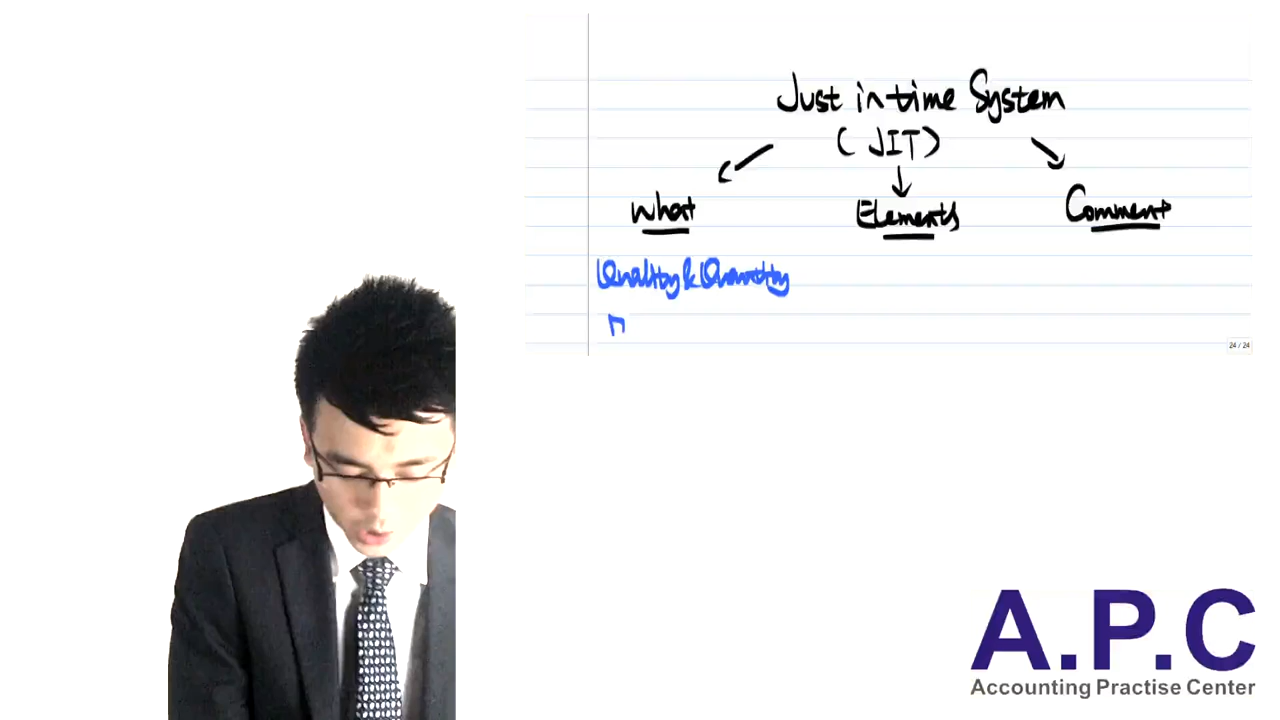 Just in time System
(JIT)
What
Elements
Comment
Quality & Quantity
24 / 24
A.P.C
Accounting Practise Center